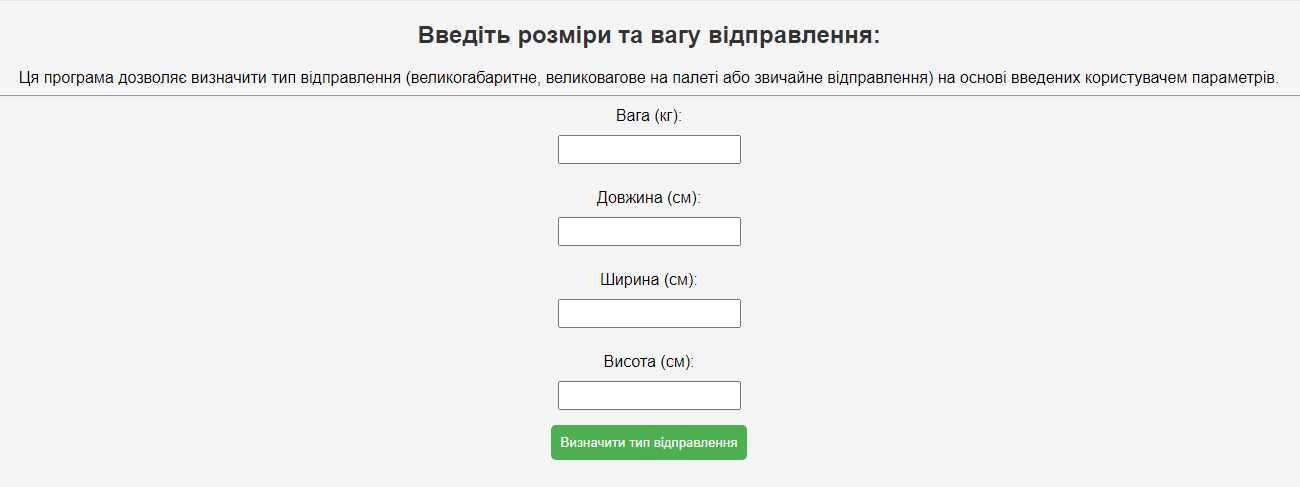 Введіть розміри та вагу відправлення:
Ця програма дозволяє визначити тип відправлення (великогабаритне, великовагове на палеті або звичайне відправлення) на основі введених користувачем параметрів.
Вага (кг):
Довжина (см):
Ширина (см):
Висота (см):
Визначити тип відправлення